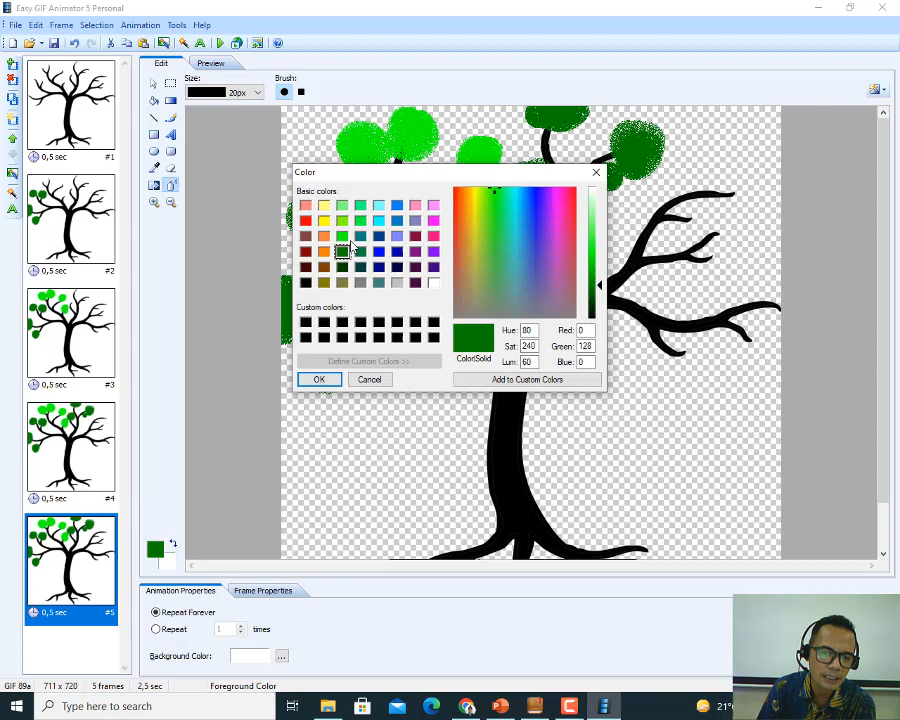 Easy GIF Animator 5 Personal
File Edit Frame Selection Animation Tools Help
Edit Preview
Size: Brush:
20px
0,5 sec #1
0,5 sec #2
0,5 sec #3
0,5 sec #4
0,5 sec #5
Color
Basic colors:
Custom colors:
Define Custom Colors >>
OK Cancel
Color|Solid
Hue: 80 Red: 0
Sat: 240 Green: 128
Lum: 60 Blue: 0
Add to Custom Colors
Animation Properties Frame Properties
Repeat Forever
Repeat 1 times
Background Color: ...
GIF 89a 711 x 720 5 frames 2,5 sec Foreground Color
Type here to search